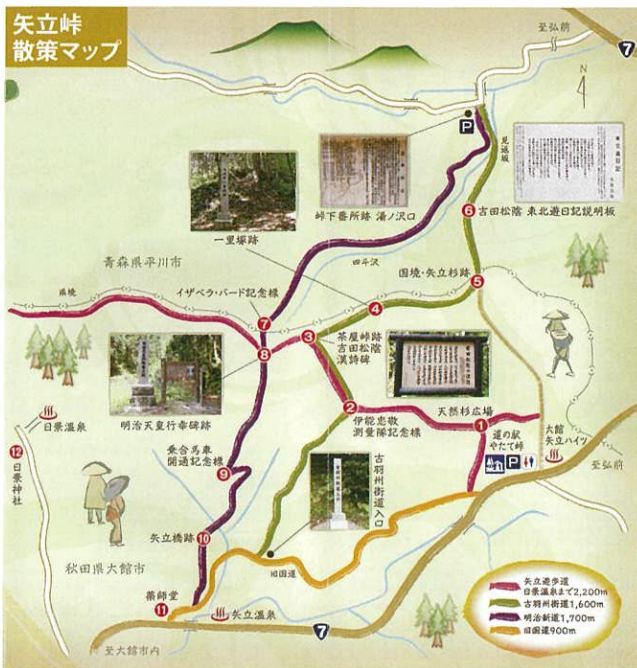 矢立峠
散策マップ
至弘前
7
N
P
見返坂
峠下番所跡 湯ノ沢口
6
吉田松陰 東北遊日記説明板
一里塚跡
青森県平川市
四斗沢
国境・矢立杉跡
5
県境
イザベラ・バード記念標
4
7
3
茶屋峠跡
吉田松陰
漢詩碑
8
明治天皇行幸碑跡
2
伊能忠敬
測量隊記念標
天然杉広場
1
道の駅
やたて峠
P
大館
矢立ハイツ
至弘前
日景温泉
12
日景神社
乗合馬車
開通記念標
9
古羽州街道入口
矢立橋跡
10
秋田県大館市
旧国道
薬師堂
11
矢立温泉
7
至大館市内
矢立遊歩道
日景温泉まで2,200m
古羽州街道1,600m
明治新道1,700m
旧国道900m